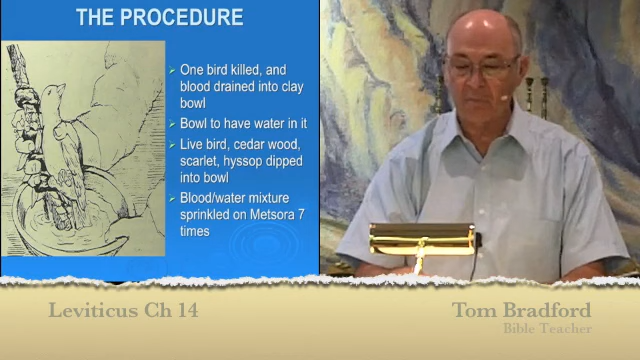 THE PROCEDURE
➢ One bird killed, and
blood drained into clay
bowl
➢ Bowl to have water in it
➢ Live bird, cedar wood,
scarlet, hyssop dipped
into bowl
➢ Blood/water mixture
sprinkled on Metsora 7
times
Leviticus Ch 14
Tom Bradford
Bible Teacher